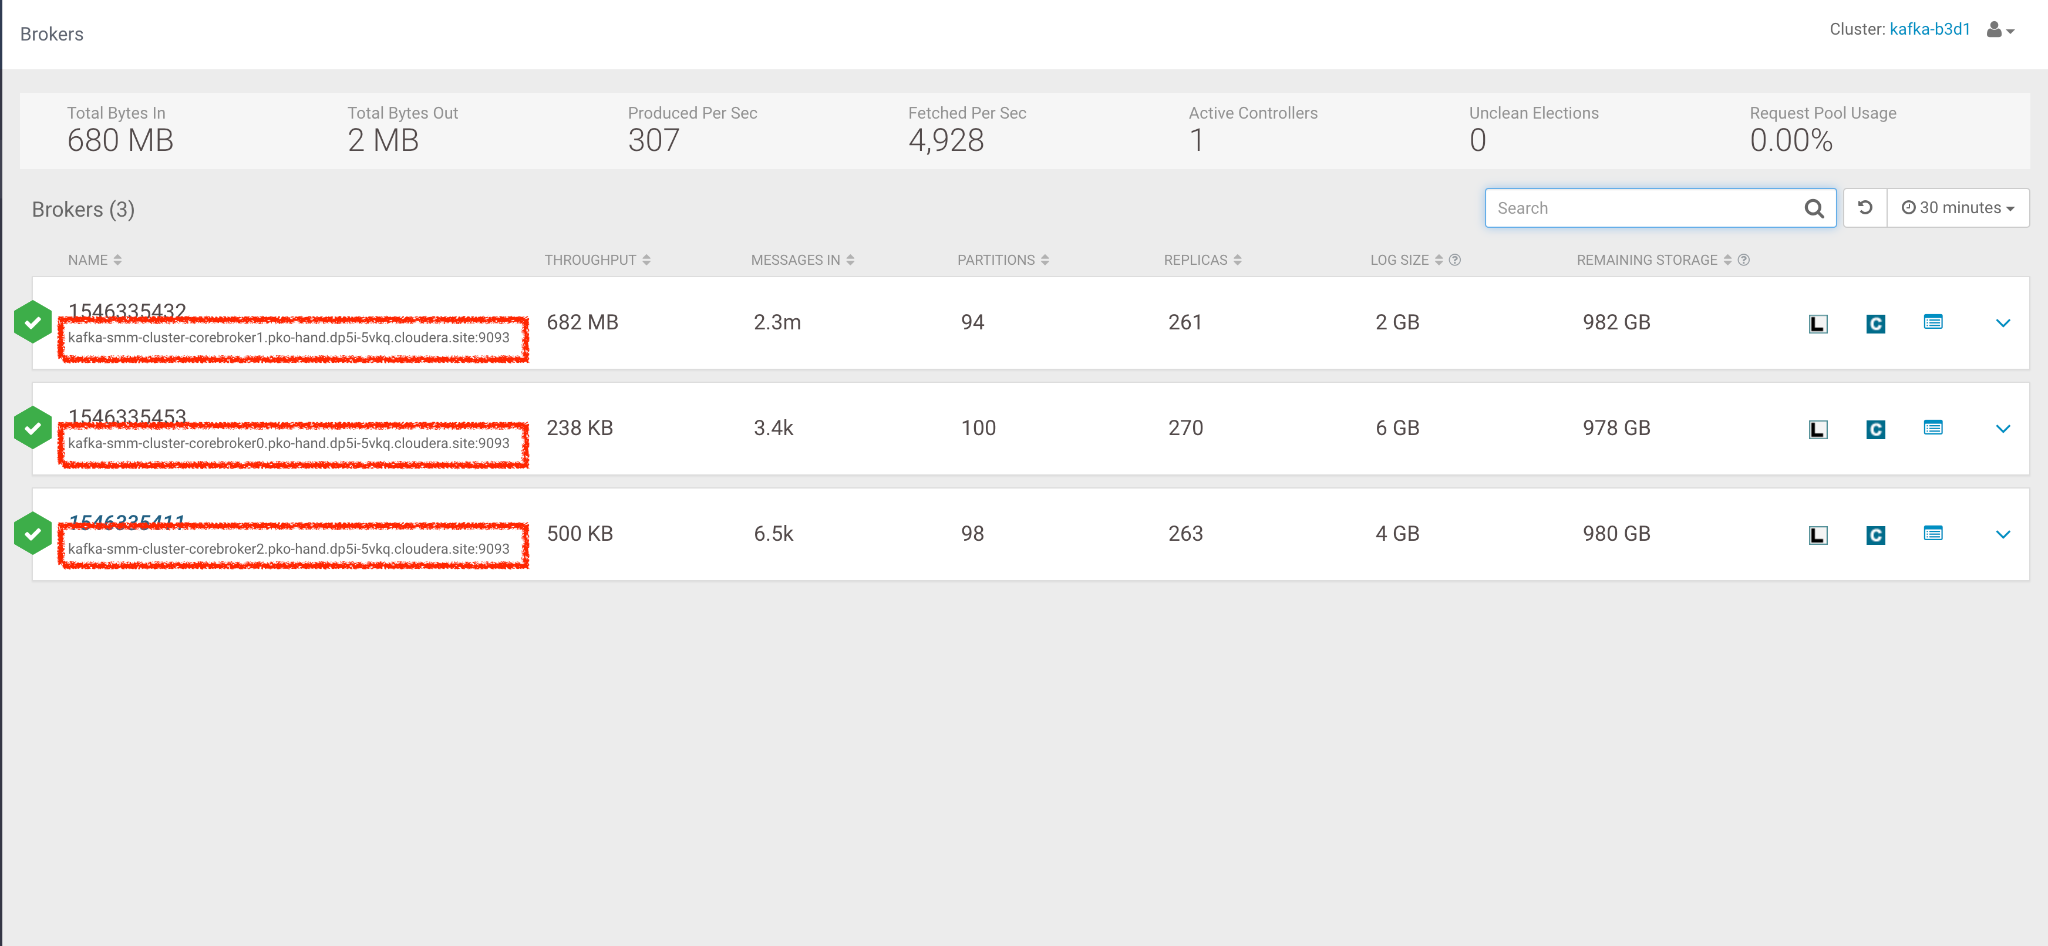 Brokers
Cluster: kafka-b3d1
Total Bytes In Total Bytes Out Produced Per Sec Fetched Per Sec Active Controllers Unclean Elections Request Pool Usage
680 MB 2 MB 307 4,928 1 0 0.00%
Brokers (3)
Search
30 minutes
NAME THROUGHPUT MESSAGES IN PARTITIONS REPLICAS LOG SIZE REMAINING STORAGE
1546335432
kafka-smm-cluster-corebroker1.pko-hand.dp5i-5vkq.cloudera.site:9093
682 MB 2.3m 94 261 2 GB 982 GB L C
1546335453
kafka-smm-cluster-corebroker0.pko-hand.dp5i-5vkq.cloudera.site:9093
238 KB 3.4k 100 270 6 GB 978 GB L C
1546335411
kafka-smm-cluster-corebroker2.pko-hand.dp5i-5vkq.cloudera.site:9093
500 KB 6.5k 98 263 4 GB 980 GB L C